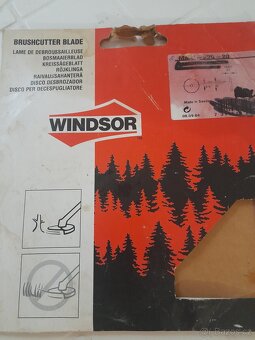 BRUSHCUTTER BLADE
LAME DE DEBROUSSAILLEUSE
BOSMAAIERBLAD
KREISSÄGEBLATT
RÖJKLINGA
RAIVAUSSAHANTERÄ
DISCO DESBROZADOR
DISCO PER DECESPUGLIATORE
WINDSOR
Made in Sweden